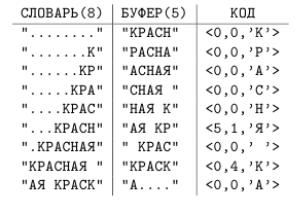 СЛОВАРЬ(8) БУФЕР(5) КОД
"........" "КРАСН" <0,0,'К'>
".......К" "РАСНА" <0,0,'Р'>
"......КР" "АСНАЯ" <0,0,'А'>
".....КРА" "СНАЯ " <0,0,'С'>
"....КРАС" "НАЯ К" <0,0,'Н'>
"...КРАСН" "АЯ КР" <5,1,'Я'>
".КРАСНАЯ" " КРАС" <0,0,' '>
"КРАСНАЯ " "КРАСК" <0,4,'К'>
"АЯ КРАСК" "А...." <0,0,'А'>